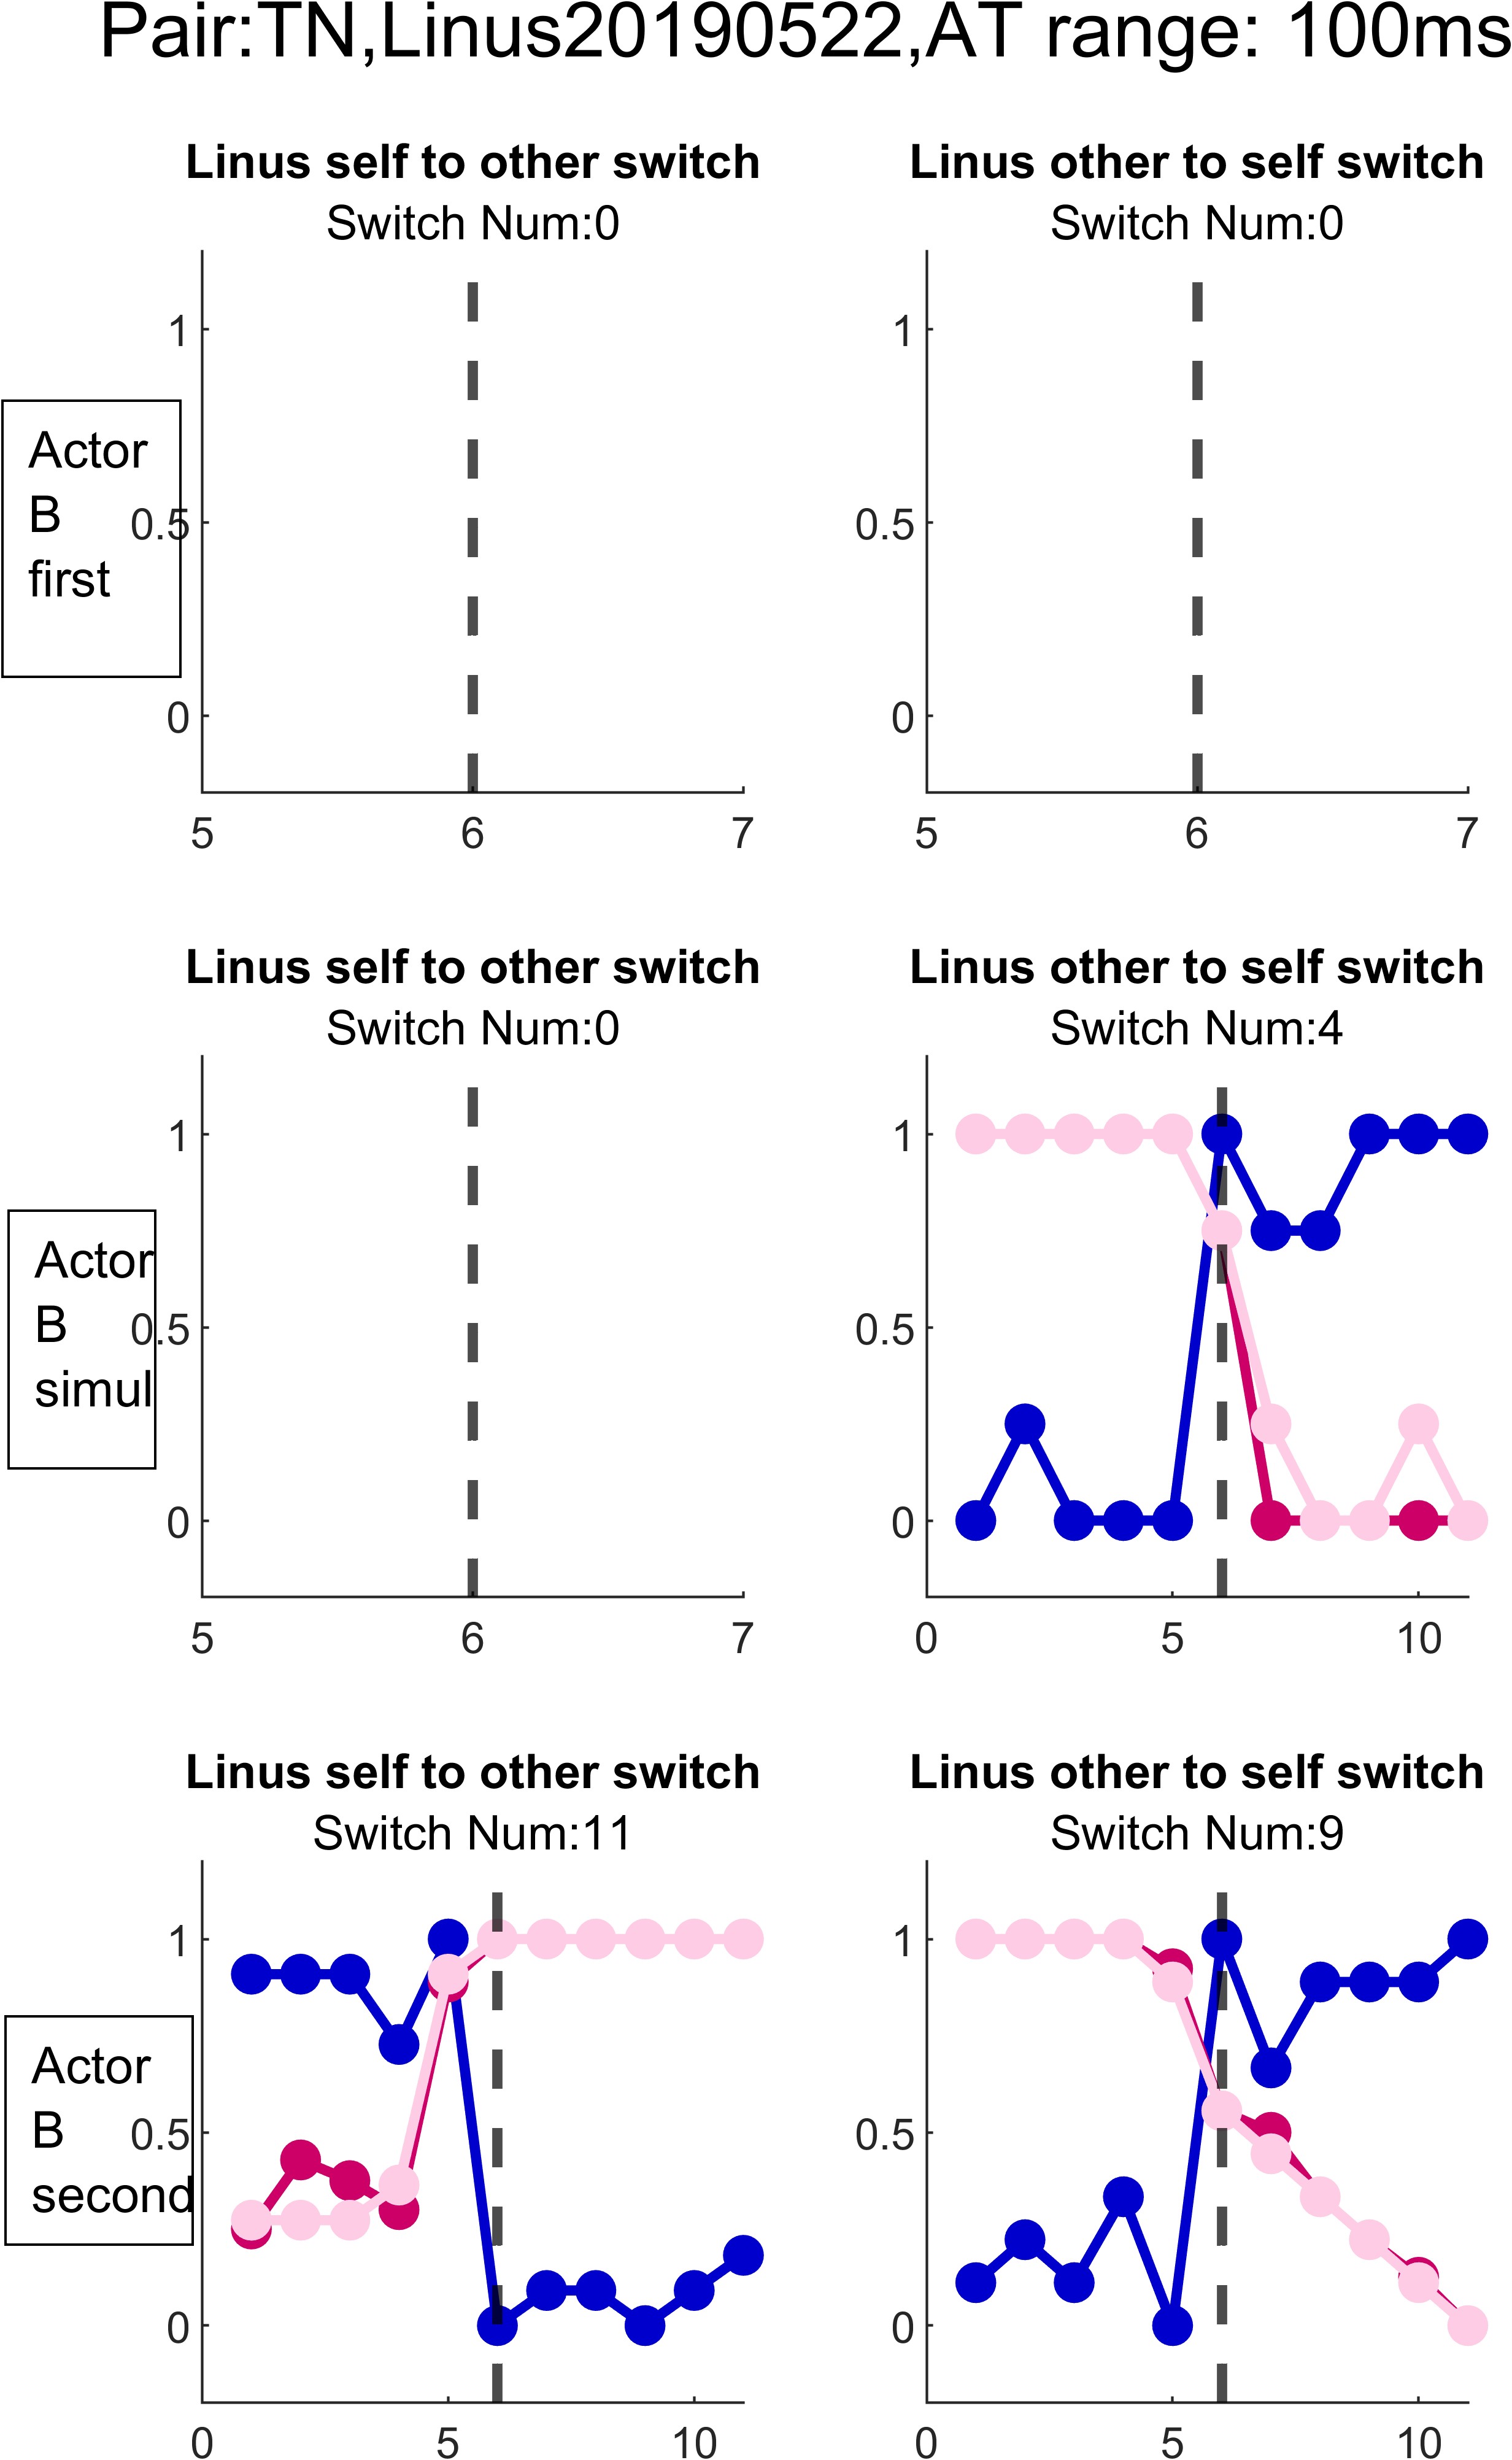 Pair:TN,Linus20190522,AT range: 100ms
Linus self to other switch
Switch Num:0
1
0.5
0
5 6 7
Linus other to self switch
Switch Num:0
1
0.5
0
5 6 7
Actor
B
first
Linus self to other switch
Switch Num:0
1
0.5
0
5 6 7
Linus other to self switch
Switch Num:4
1
0.5
0
0 5 10
Actor
B
simul
Linus self to other switch
Switch Num:11
1
0.5
0
0 5 10
Linus other to self switch
Switch Num:9
1
0.5
0
0 5 10
Actor
B
second